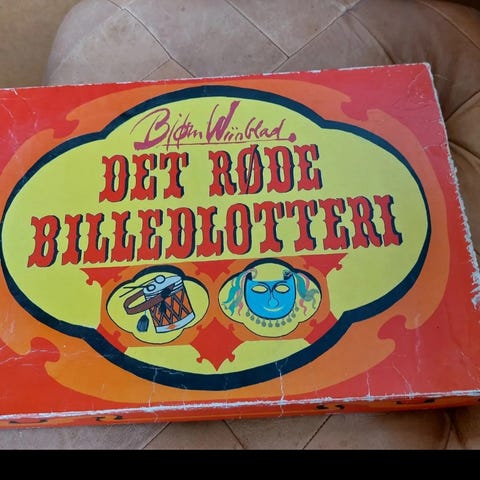 Bjørn Wiinblad.
DET RØDE
BILLEDLOTTERI